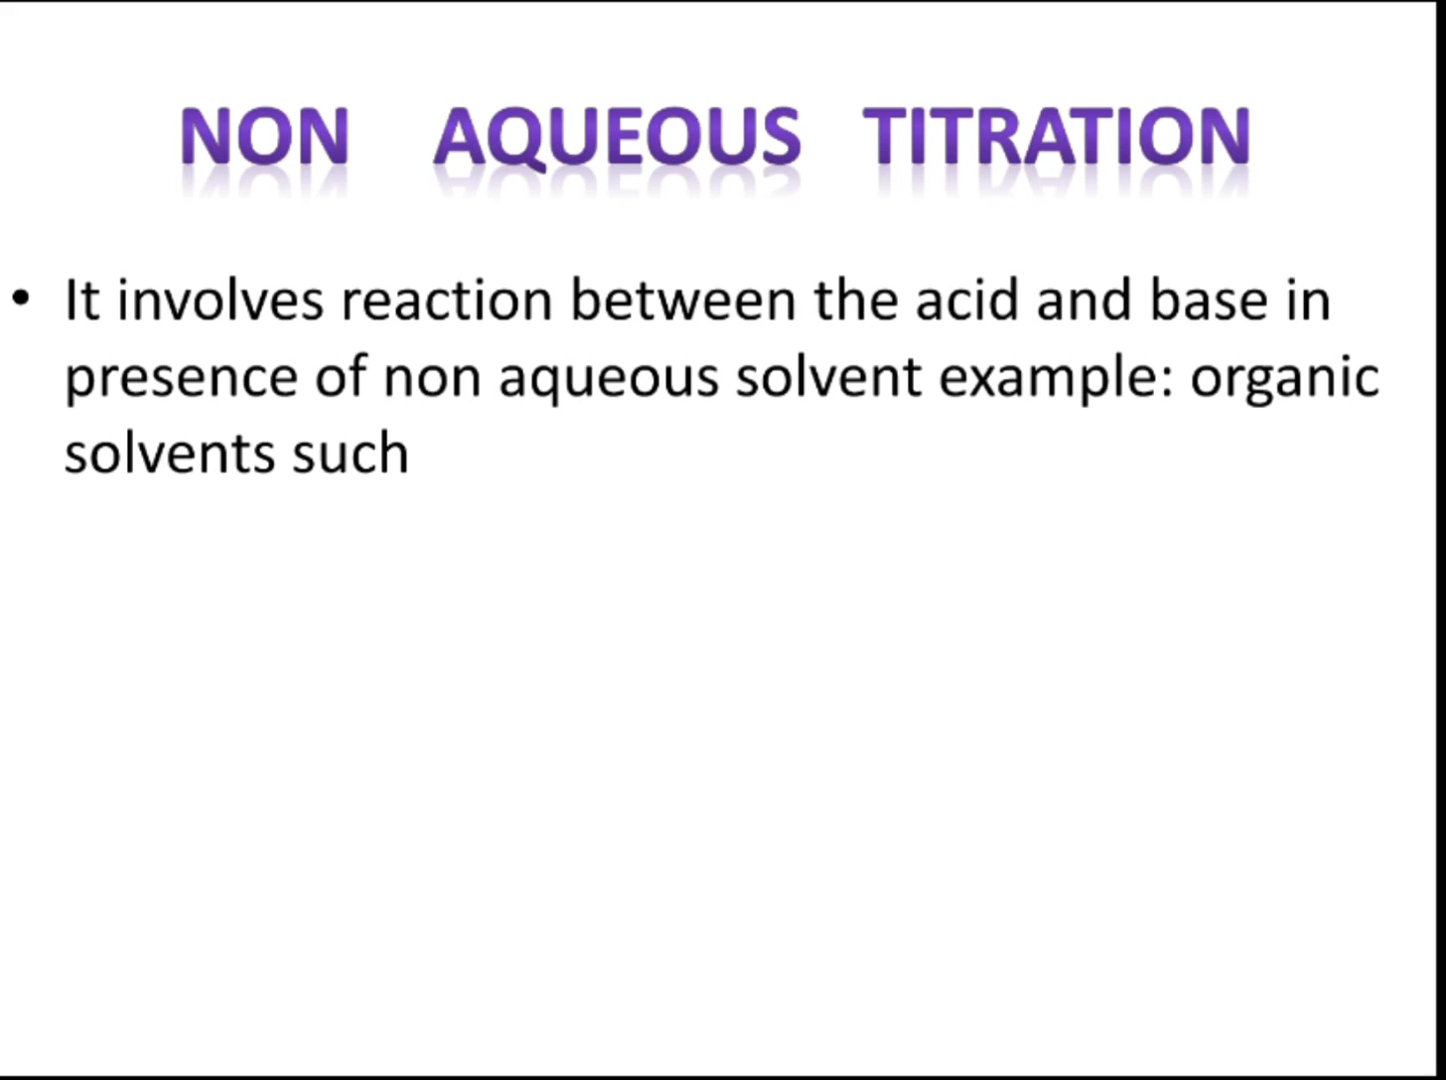 NON AQUEOUS TITRATION
• It involves reaction between the acid and base in
presence of non aqueous solvent example: organic
solvents such